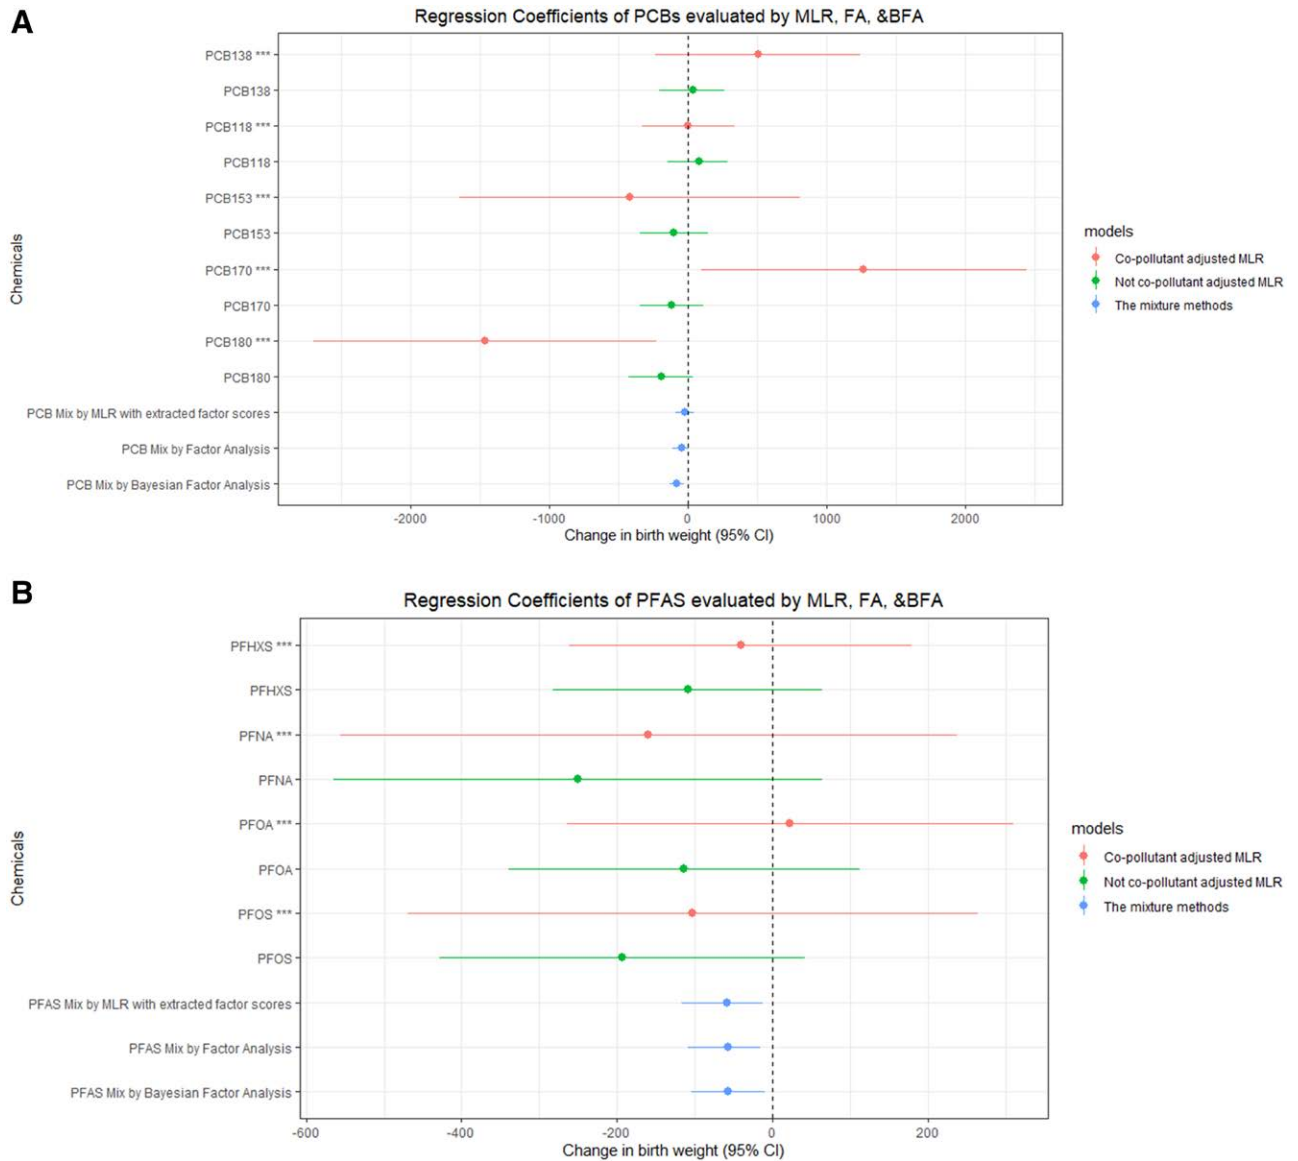 A
Regression Coefficients of PCBs evaluated by MLR, FA, &BFA
Chemicals
PCB138 ***
PCB138
PCB118 ***
PCB118
PCB153 ***
PCB153
PCB170 ***
PCB170
PCB180 ***
PCB180
PCB Mix by MLR with extracted factor scores
PCB Mix by Factor Analysis
PCB Mix by Bayesian Factor Analysis
-2000 -1000 0 1000 2000
Change in birth weight (95% CI)
models
Co-pollutant adjusted MLR
Not co-pollutant adjusted MLR
The mixture methods
B
Regression Coefficients of PFAS evaluated by MLR, FA, &BFA
Chemicals
PFHXS ***
PFHXS
PFNA ***
PFNA
PFOA ***
PFOA
PFOS ***
PFOS
PFAS Mix by MLR with extracted factor scores
PFAS Mix by Factor Analysis
PFAS Mix by Bayesian Factor Analysis
-600 -400 -200 0 200
Change in birth weight (95% CI)
models
Co-pollutant adjusted MLR
Not co-pollutant adjusted MLR
The mixture methods